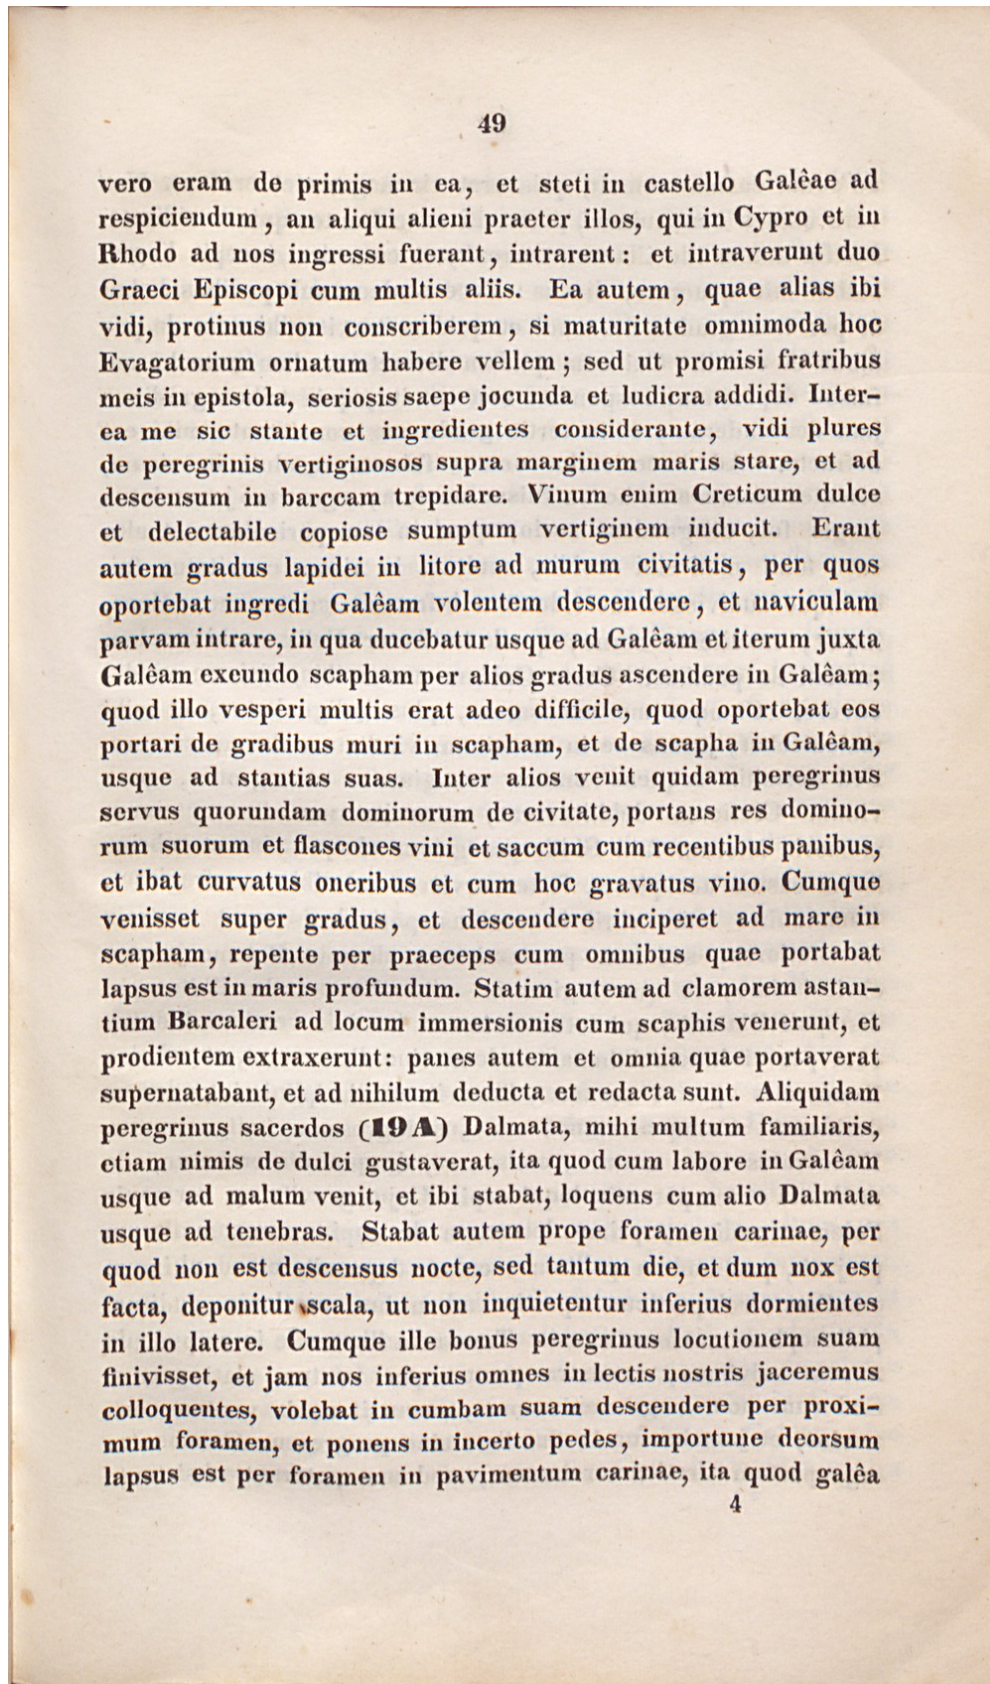 49
vero eram de primis in ea, et steti in castello Galêae ad
respiciendum, an aliqui alieni praeter illos, qui in Cypro et in
Rhodo ad nos ingressi fuerant, intrarent: et intraverunt duo
Graeci Episcopi cum multis aliis. Ea autem, quae alias ibi
vidi, protinus non conscriberem, si maturitate omnimoda hoc
Evagatorium ornatum habere vellem; sed ut promisi fratribus
meis in epistola, seriosis saepe jocunda et ludicra addidi. Inter-
ea me sic stante et ingredientes considerante, vidi plures
de peregrinis vertiginosos supra marginem maris stare, et ad
descensum in barccam trepidare. Vinum enim Creticum dulce
et delectabile copiose sumptum vertiginem inducit. Erant
autem gradus lapidei in litore ad murum civitatis, per quos
oportebat ingredi Galêam volentem descendere, et naviculam
parvam intrare, in qua ducebatur usque ad Galêam et iterum juxta
Galêam exeundo scapham per alios gradus ascendere in Galêam;
quod illo vesperi multis erat adeo difficile, quod oportebat eos
portari de gradibus muri in scapham, et de scapha in Galêam,
usque ad stantias suas. Inter alios venit quidam peregrinus
servus quorundam dominorum de civitate, portans res domino-
rum suorum et flascones vini et saccum cum recentibus panibus,
et ibat curvatus oneribus et cum hoc gravatus vino. Cumque
venisset super gradus, et descendere inciperet ad mare in
scapham, repente per praeceps cum omnibus quae portabat
lapsus est in maris profundum. Statim autem ad clamorem astan-
tium Barcaleri ad locum immersionis cum scaphis venerunt, et
prodientem extraxerunt: panes autem et omnia quae portaverat
supernatabant, et ad nihilum deducta et redacta sunt. Aliquidam
peregrinus sacerdos (19 A) Dalmata, mihi multum familiaris,
etiam nimis de dulci gustaverat, ita quod cum labore in Galêam
usque ad malum venit, et ibi stabat, loquens cum alio Dalmata
usque ad tenebras. Stabat autem prope foramen carinae, per
quod non est descensus nocte, sed tantum die, et dum nox est
facta, deponitur scala, ut non inquietentur inferius dormientes
in illo latere. Cumque ille bonus peregrinus locutionem suam
finivisset, et jam nos inferius omnes in lectis nostris jaceremus
colloquentes, volebat in cumbam suam descendere per proxi-
mum foramen, et ponens in incerto pedes, importune deorsum
lapsus est per foramen in pavimentum carinae, ita quod galêa
4